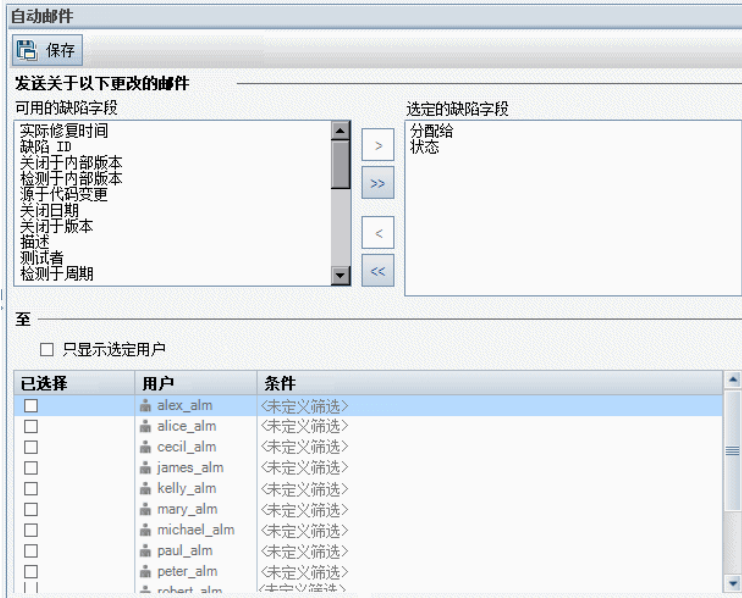 自动邮件
保存
发送关于以下更改的邮件
可用的缺陷字段
选定的缺陷字段
实际修复时间
缺陷 ID
关闭于内部版本
检测于内部版本
源于代码变更
关闭日期
关闭于版本
描述
测试者
检测于周期
>
>>
<
<<
分配给
状态
至
只显示选定用户
已选择 用户 条件
alex_alm <未定义筛选>
alice_alm <未定义筛选>
cecil_alm <未定义筛选>
james_alm <未定义筛选>
kelly_alm <未定义筛选>
mary_alm <未定义筛选>
michael_alm <未定义筛选>
paul_alm <未定义筛选>
peter_alm <未定义筛选>
robert_alm <未定义筛选>